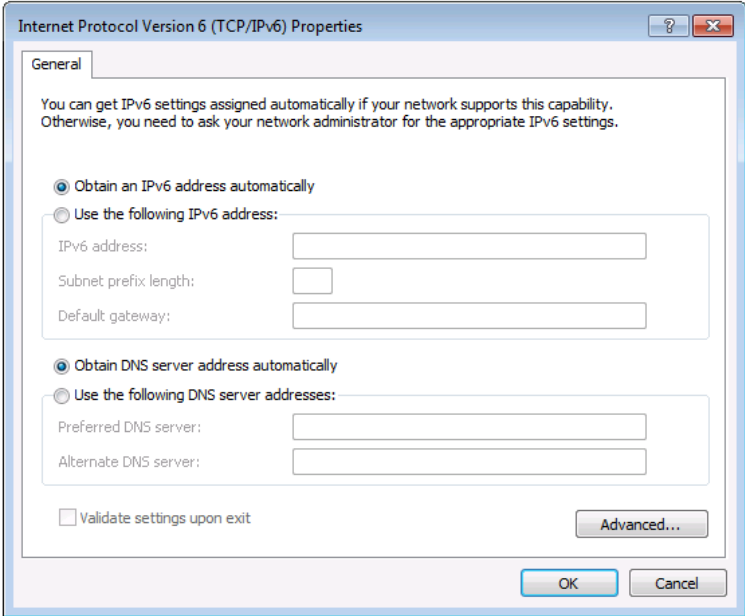 Internet Protocol Version 6 (TCP/IPv6) Properties
General
You can get IPv6 settings assigned automatically if your network supports this capability.
Otherwise, you need to ask your network administrator for the appropriate IPv6 settings.
Obtain an IPv6 address automatically
Use the following IPv6 address:
IPv6 address:
Subnet prefix length:
Default gateway:
Obtain DNS server address automatically
Use the following DNS server addresses:
Preferred DNS server:
Alternate DNS server:
Validate settings upon exit
Advanced...
OK
Cancel